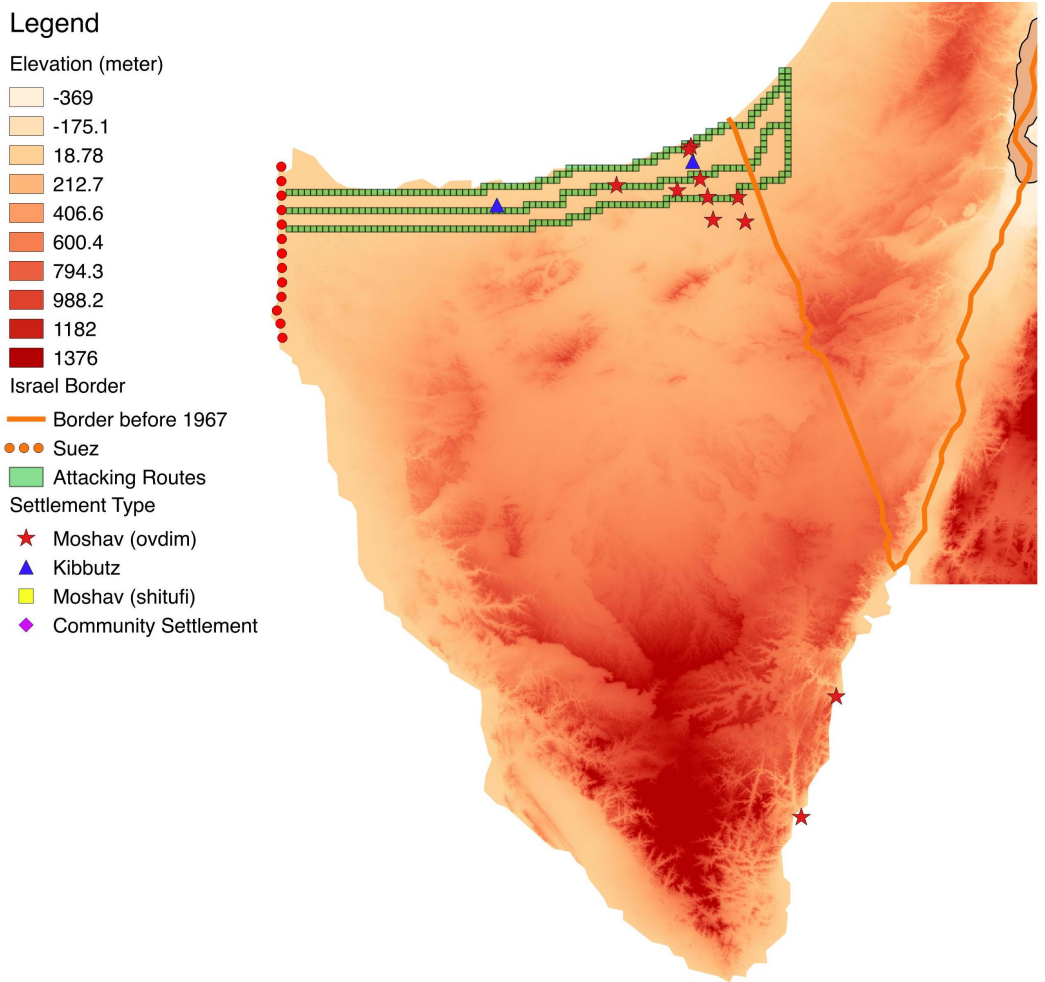 Legend
Elevation (meter)
-369
-175.1
18.78
212.7
406.6
600.4
794.3
988.2
1182
1376
Israel Border
Border before 1967
Suez
Attacking Routes
Settlement Type
Moshav (ovdim)
Kibbutz
Moshav (shitufi)
Community Settlement